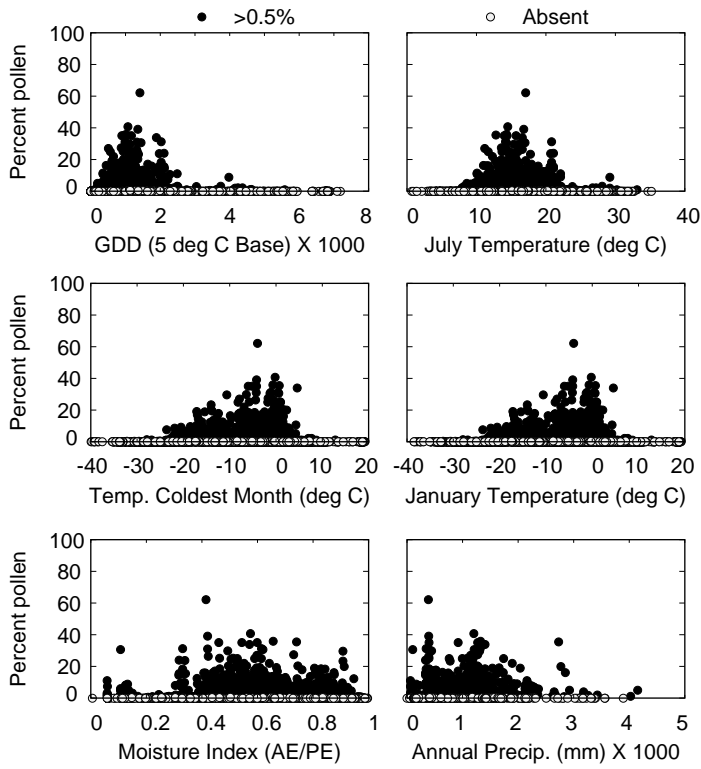 >0.5% Absent
100
80
60
40
20
0
Percent pollen
0 2 4 6 8
GDD (5 deg C Base) X 1000
0 10 20 30 40
July Temperature (deg C)
100
80
60
40
20
0
Percent pollen
-40 -30 -20 -10 0 10 20
Temp. Coldest Month (deg C)
-40 -30 -20 -10 0 10 20
January Temperature (deg C)
100
80
60
40
20
0
Percent pollen
0 0.2 0.4 0.6 0.8 1
Moisture Index (AE/PE)
0 1 2 3 4 5
Annual Precip. (mm) X 1000